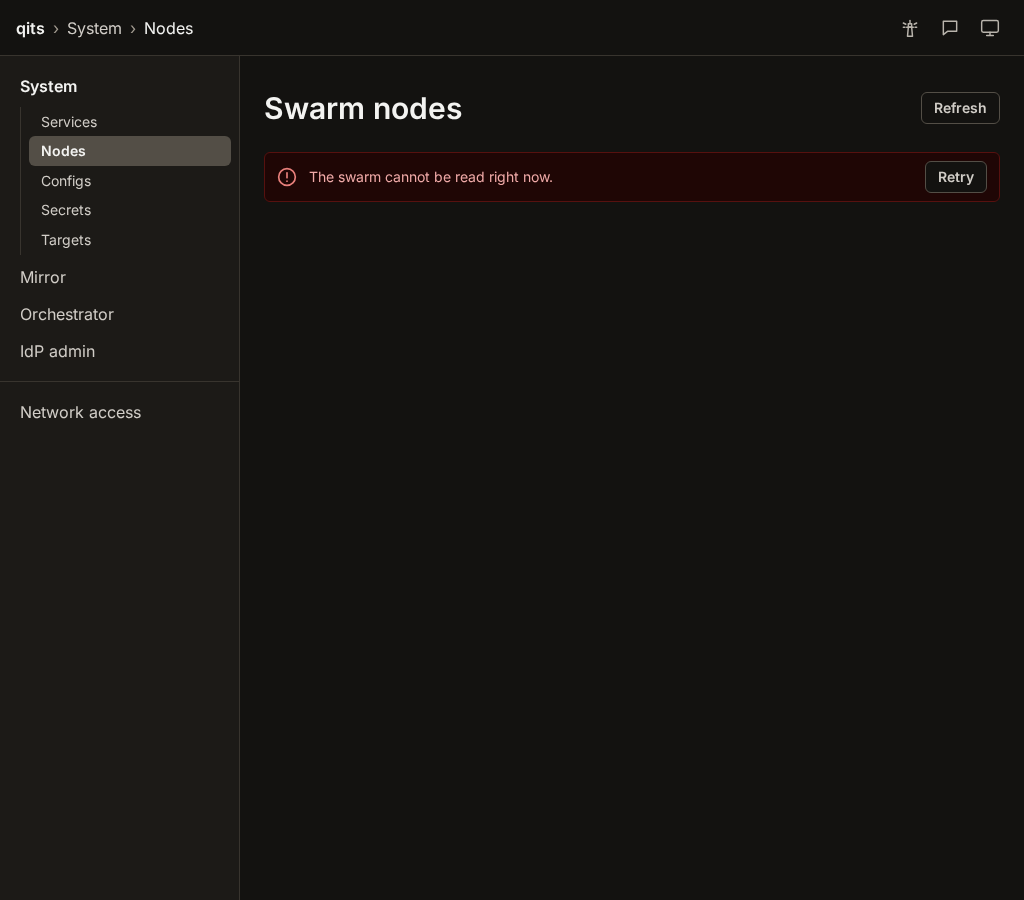 qits › System › Nodes
System
Services
Nodes
Configs
Secrets
Targets
Mirror
Orchestrator
IdP admin
Network access
Swarm nodes
Refresh
The swarm cannot be read right now.
Retry